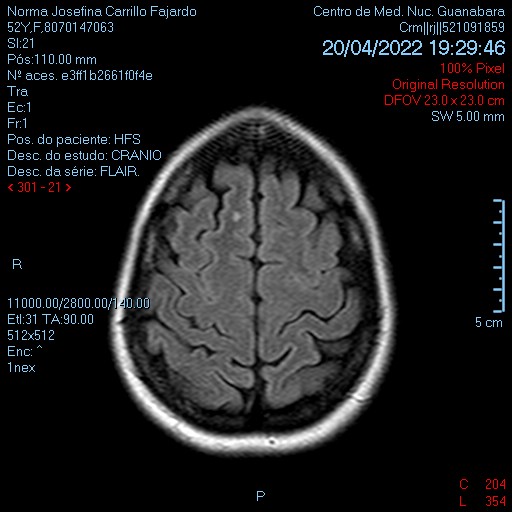 Norma Josefina Carrillo Fajardo
52Y,F,8070147063
Sl:21
Pós:110.00 mm
Nº aces. e3ff1b2661f0f4e
Tra
Ec:1
Fr:1
Pos. do paciente: HFS
Desc. do estudo: CRANIO
Desc. da série: FLAIR.
< 301 - 21 >
Centro de Med. Nuc. Guanabara
Crm||rj||521091859
20/04/2022 19:29:46
100% Pixel
Original Resolution
DFOV 23.0 x 23.0 cm
SW 5.00 mm
R
11000.00/2800.00/140.00
Etl:31 TA:90.00
512x512
Enc: ^
1nex
5 cm
P
C 204
L 354